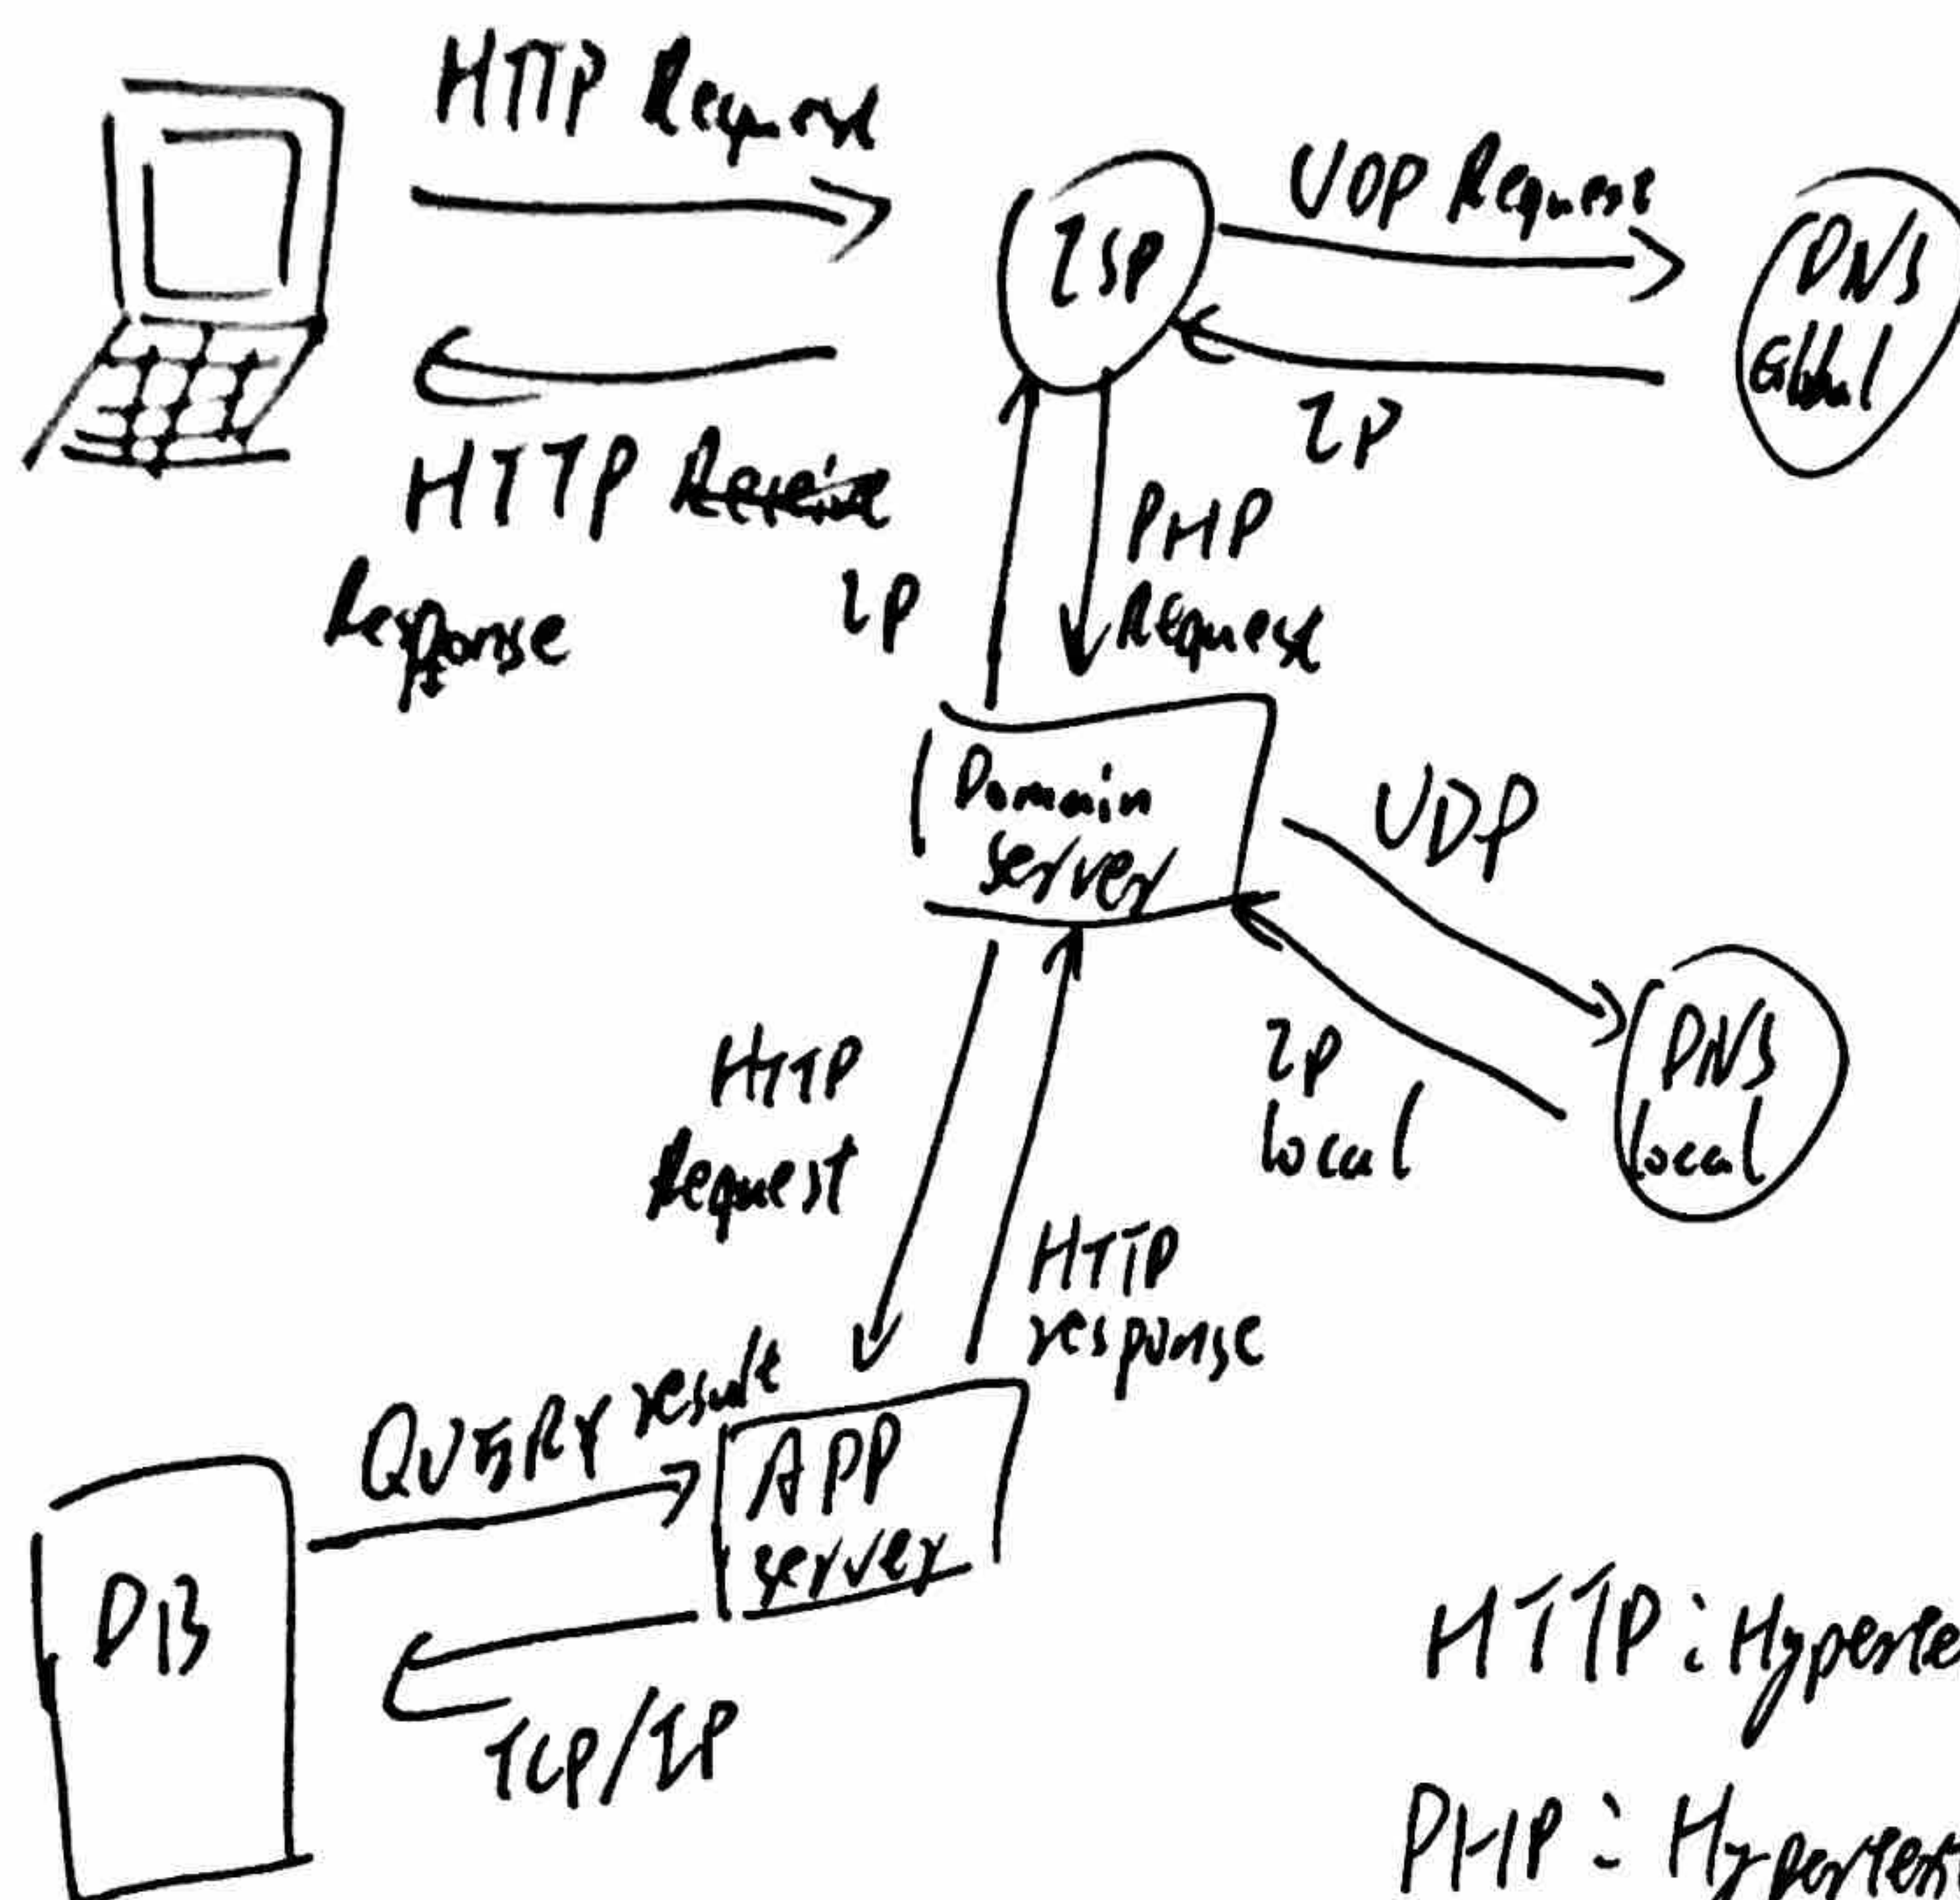 HTTP Request
UDP Request
ISP
DNS
Global
IP
HTTP
Response
IP
PHP
Request
Domain
server
UDP
DNS
local
IP
local
HTTP
Request
HTTP
response
QUERY result
APP
server
DB
TCP/IP
HTTP : Hyperte
PHP : Hypertext